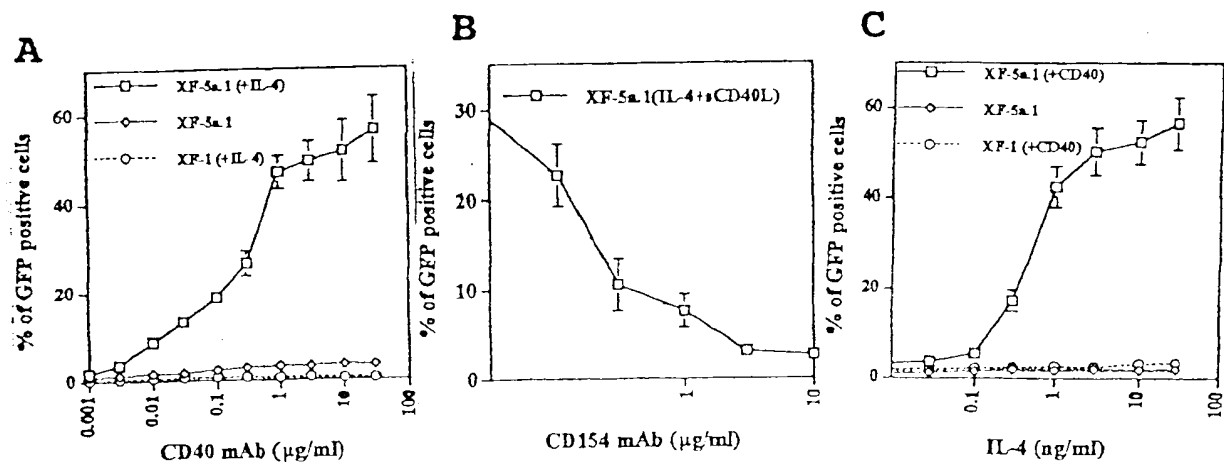 A
% of GFP positive cells
60
40
20
0
XF-5a.1 (+IL-4)
XF-5a.1
XF-1 (+IL-4)
0.001
0.01
0.1
1
10
100
CD40 mAb (µg/ml)
B
% of GFP positive cells
30
20
10
0
XF-5a.1(IL-4+sCD40L)
1
10
CD154 mAb (µg/ml)
C
% of GFP positive cells
60
40
20
0
XF-5a.1 (+CD40)
XF-5a.1
XF-1 (+CD40)
0.1
1
10
100
IL-4 (ng/ml)